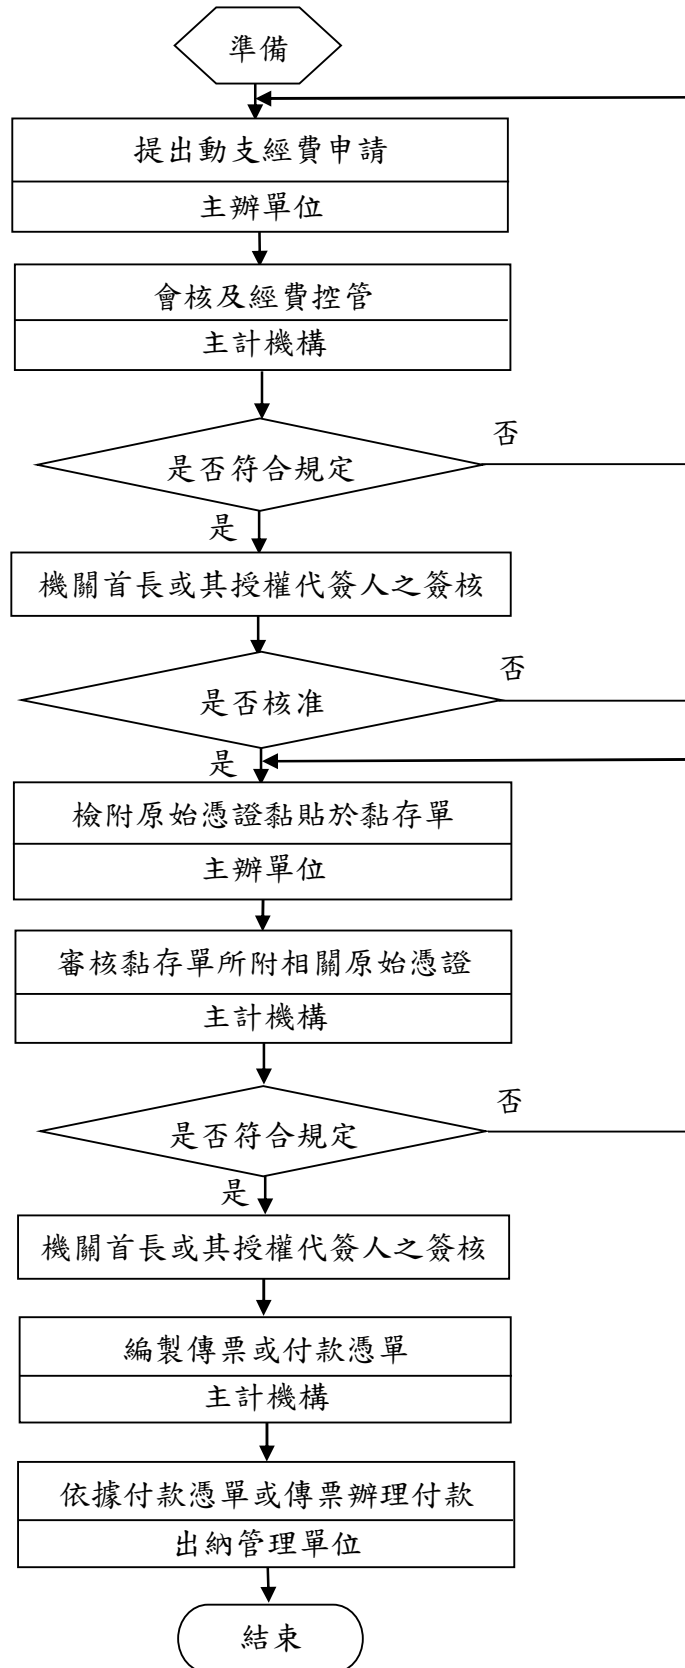 準備
提出動支經費申請
主辦單位
會核及經費控管
主計機構
否
是否符合規定
是
機關首長或其授權代簽人之簽核
否
是否核准
是
檢附原始憑證黏貼於黏存單
主辦單位
審核黏存單所附相關原始憑證
主計機構
否
是否符合規定
是
機關首長或其授權代簽人之簽核
編製傳票或付款憑單
主計機構
依據付款憑單或傳票辦理付款
出納管理單位
結束